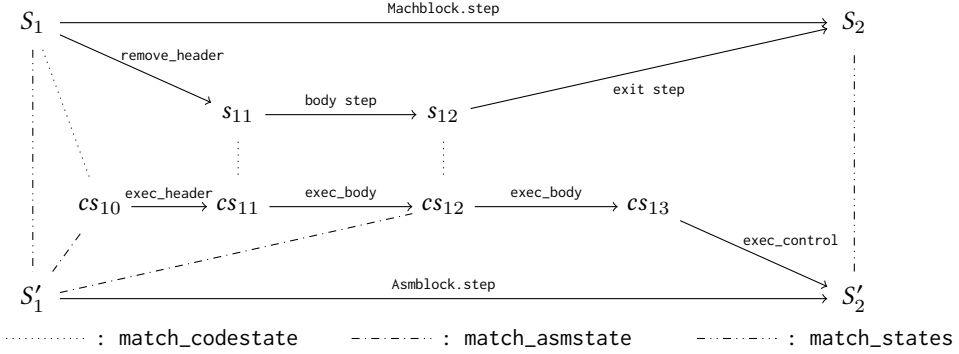 Machblock.step
S₁ S₂
remove_header
exit step
body step
s₁₁ s₁₂
exec_header exec_body exec_body
cs₁₀ cs₁₁ cs₁₂ cs₁₃
exec_control
Asmblock.step
S′₁ S′₂
: match_codestate : match_asmstate : match_states